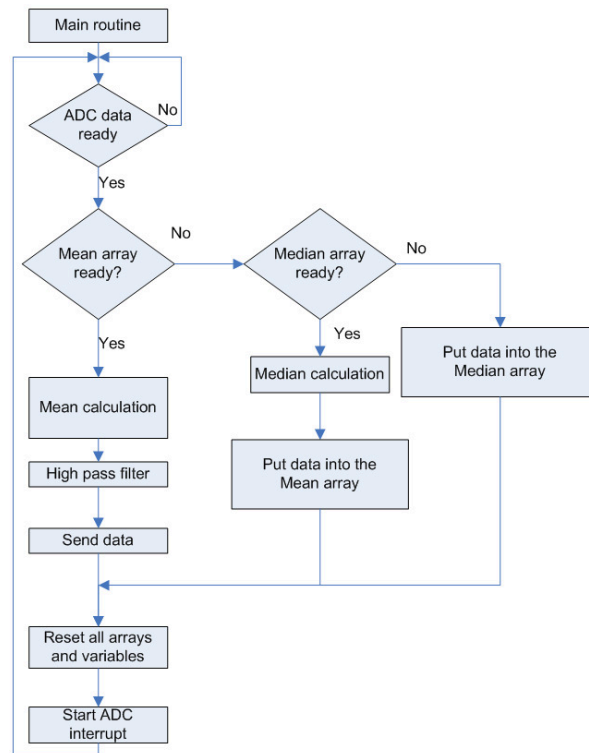 Main routine
No
ADC data
ready
Yes
Mean array
ready?
No
Median array
ready?
No
Yes
Yes
Put data into the
Median array
Mean calculation
Median calculation
High pass filter
Put data into the
Mean array
Send data
Reset all arrays
and variables
Start ADC
interrupt